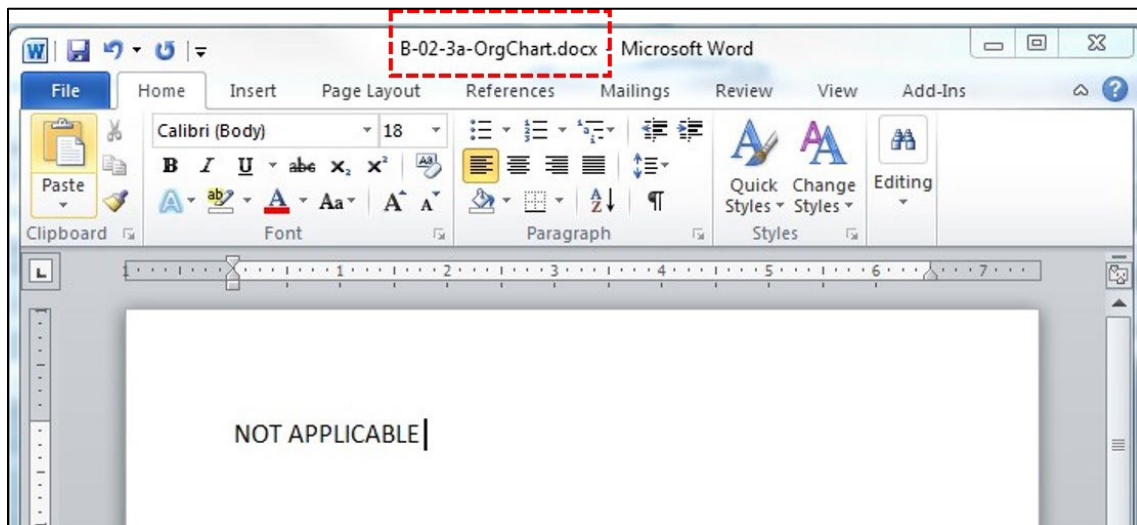 B-02-3a-OrgChart.docx - Microsoft Word
File Home Insert Page Layout References Mailings Review View Add-Ins
Calibri (Body) 18
Paste
B I U abc X₂ X²
Aa A A
Quick Styles Change Styles Editing
Clipboard Font Paragraph Styles
1 1 2 3 4 5 6 7
NOT APPLICABLE